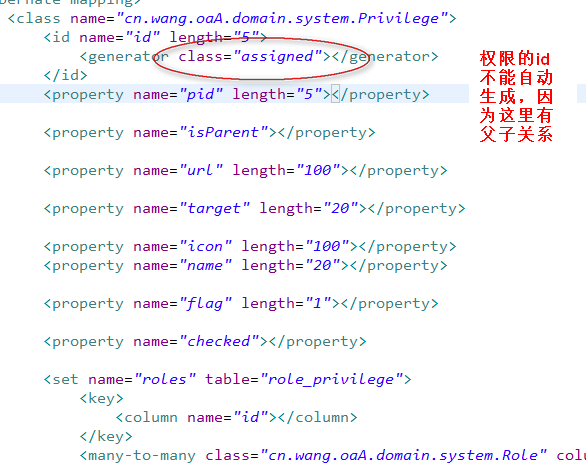 ernate mapping>
<class name="cn.wang.oaA.domain.system.Privilege">
<id name="id" length="5">
<generator class="assigned"></generator>
</id>
<property name="pid" length="5"></property>
<property name="isParent"></property>
<property name="url" length="100"></property>
<property name="target" length="20"></property>
<property name="icon" length="100"></property>
<property name="name" length="20"></property>
<property name="flag" length="1"></property>
<property name="checked"></property>
<set name="roles" table="role_privilege">
<key>
<column name="id"></column>
</key>
<many-to-many class="cn.wang.oaA.domain.system.Role" colu
权限的id
不能自动
生成，因
为这里有
父子关系